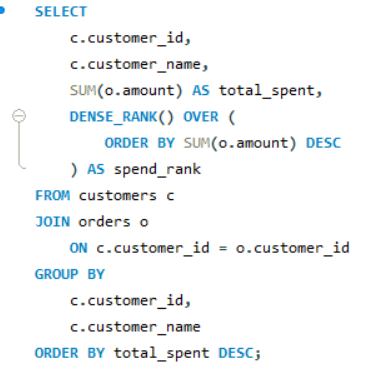 SELECT
    c.customer_id,
    c.customer_name,
    SUM(o.amount) AS total_spent,
    DENSE_RANK() OVER (
        ORDER BY SUM(o.amount) DESC
    ) AS spend_rank
FROM customers c
JOIN orders o
    ON c.customer_id = o.customer_id
GROUP BY
    c.customer_id,
    c.customer_name
ORDER BY total_spent DESC;